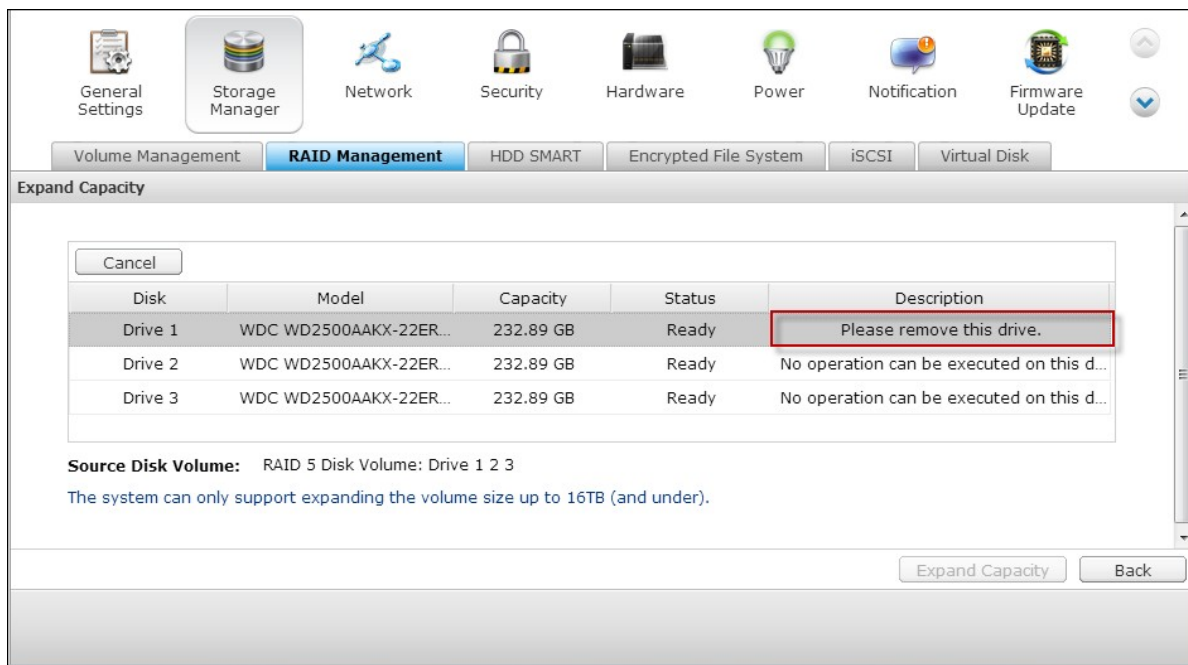 General Settings
Storage Manager
Network
Security
Hardware
Power
Notification
Firmware Update
Volume Management
RAID Management
HDD SMART
Encrypted File System
iSCSI
Virtual Disk
Expand Capacity
Cancel
Disk Model Capacity Status Description
Drive 1 WDC WD2500AAKX-22ER... 232.89 GB Ready Please remove this drive.
Drive 2 WDC WD2500AAKX-22ER... 232.89 GB Ready No operation can be executed on this d...
Drive 3 WDC WD2500AAKX-22ER... 232.89 GB Ready No operation can be executed on this d...
Source Disk Volume: RAID 5 Disk Volume: Drive 1 2 3
The system can only support expanding the volume size up to 16TB (and under).
Expand Capacity Back